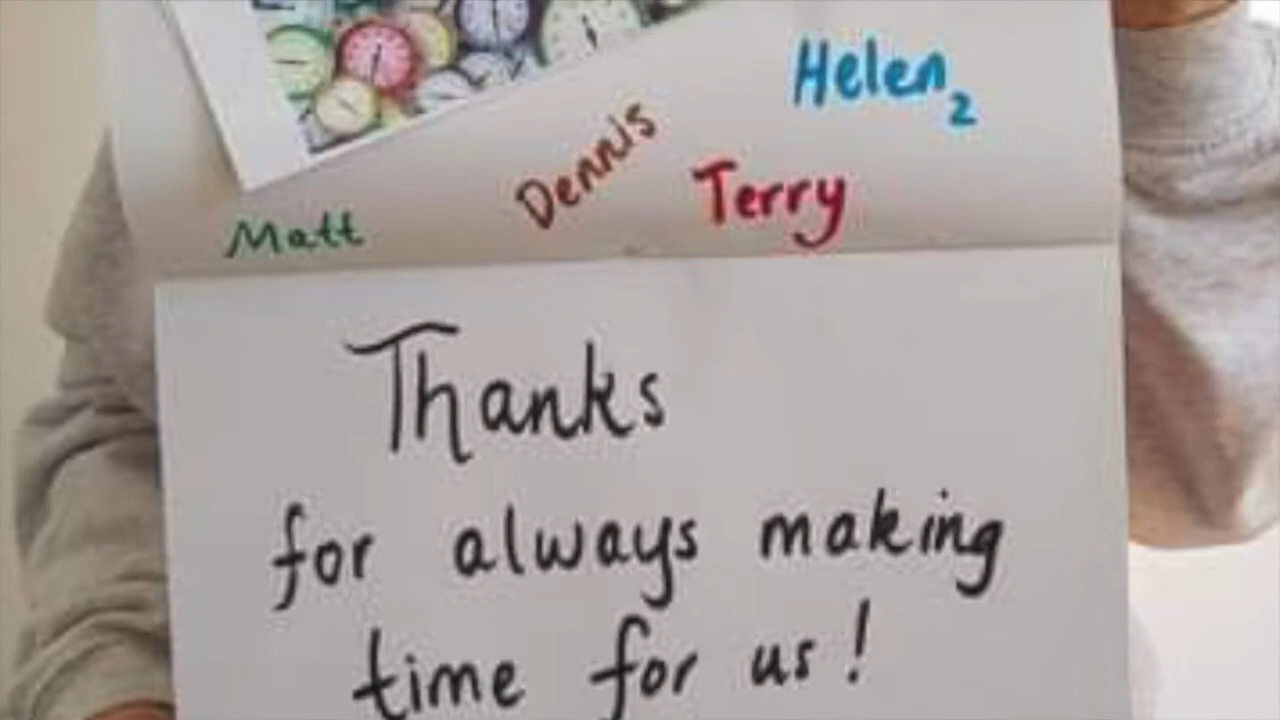 Helen 2
Dennis
Terry
Matt
Thanks
for always making
time for us!